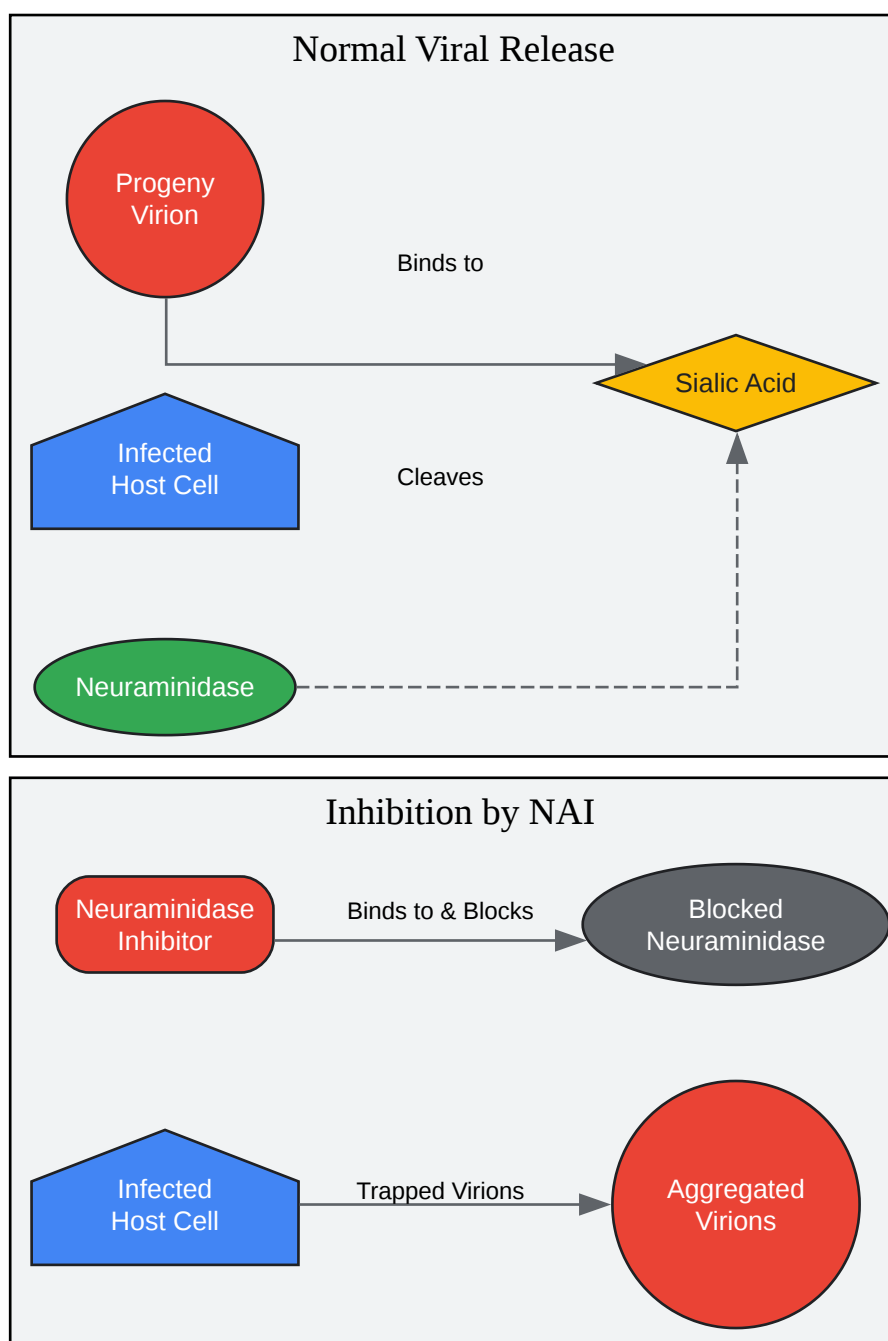 Normal Viral Release
Progeny
Virion
Binds to
Sialic Acid
Infected
Host Cell
Cleaves
Neuraminidase
Inhibition by NAI
Neuraminidase
Inhibitor
Binds to & Blocks
Blocked
Neuraminidase
Infected
Host Cell
Trapped Virions
Aggregated
Virions